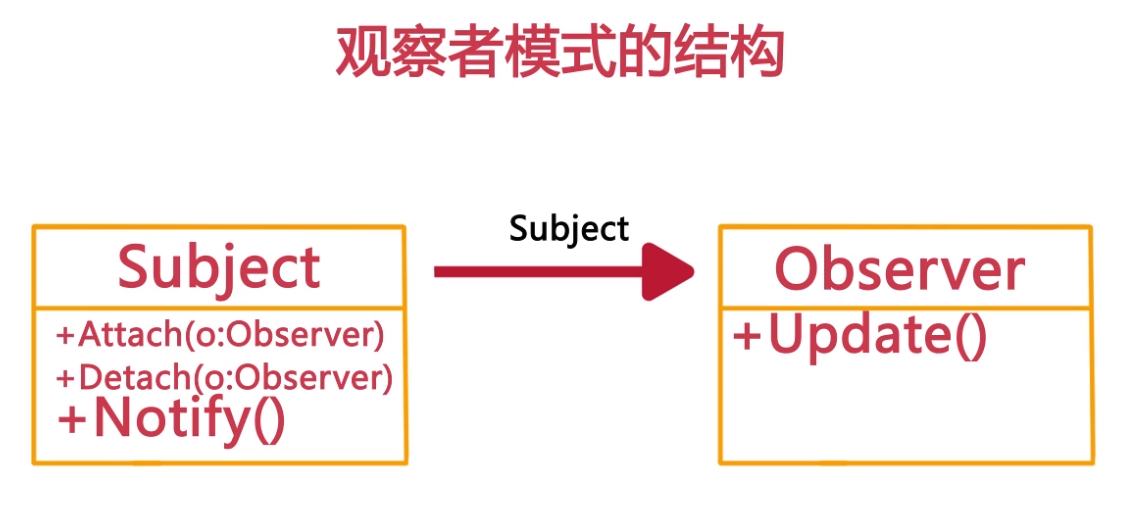 观察者模式的结构
Subject
Subject
+Attach(o:Observer)
+Detach(o:Observer)
+Notify()
Observer
+Update()